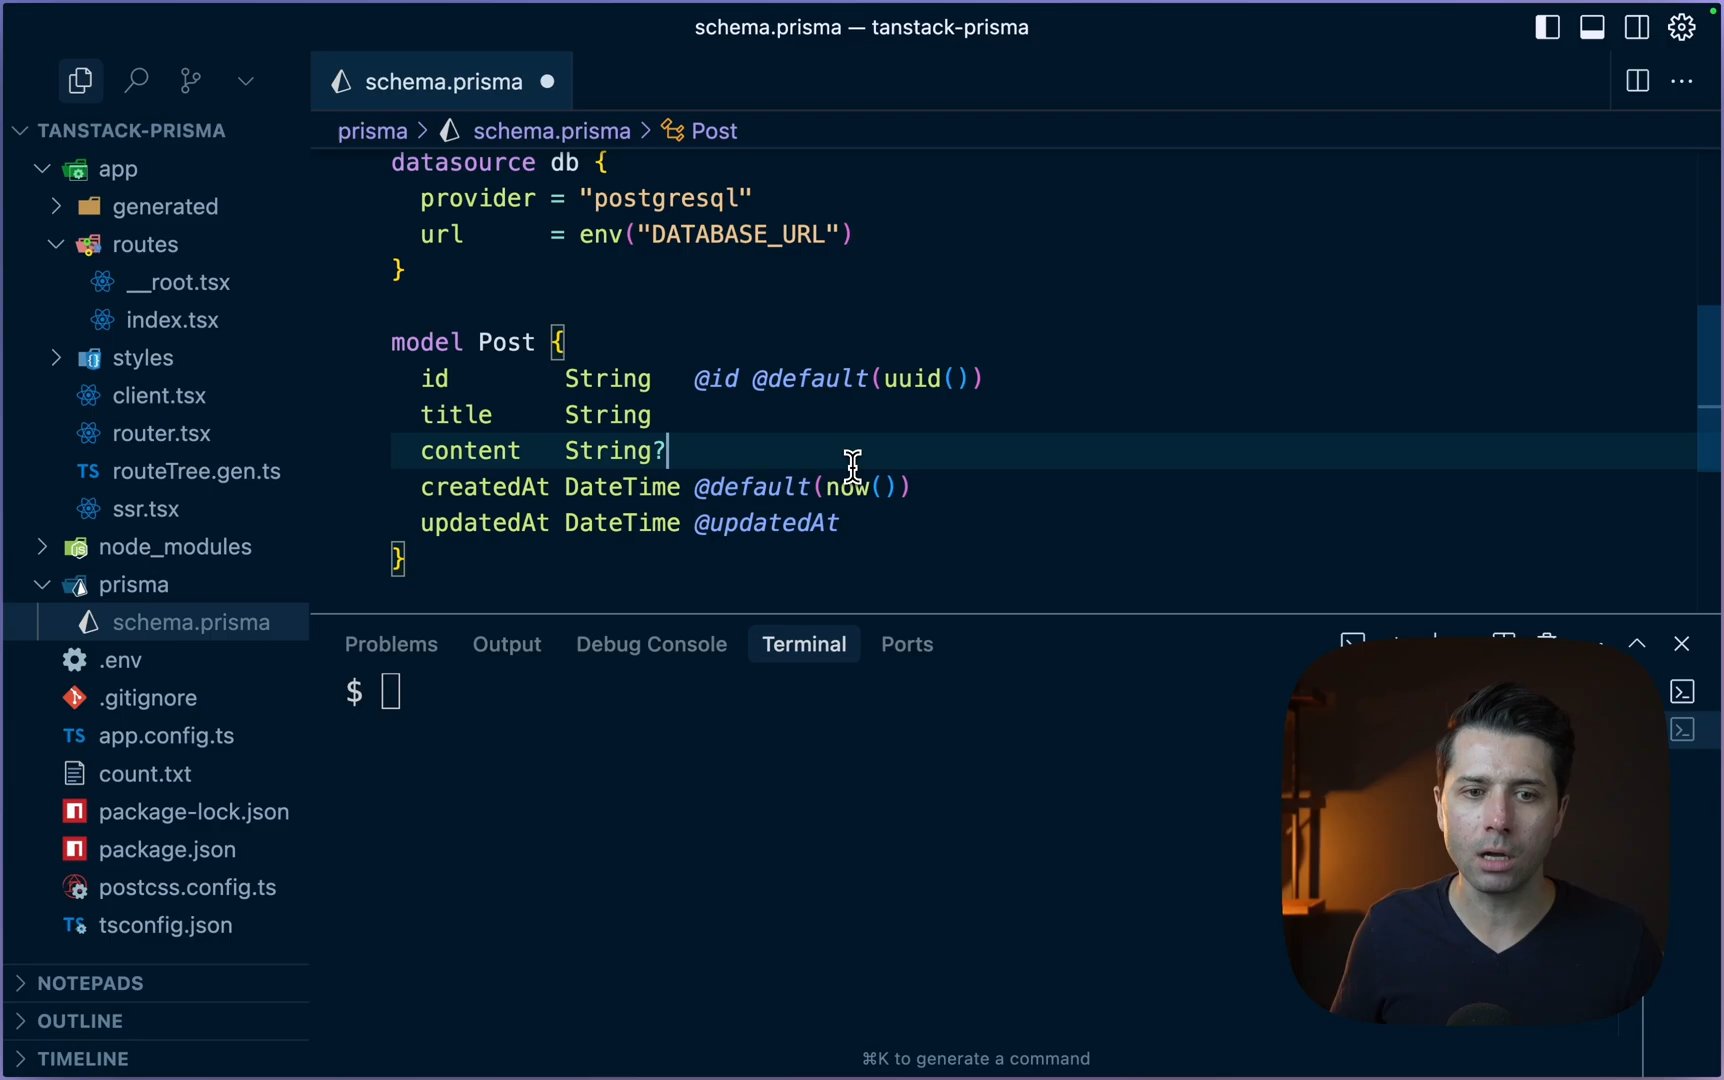 schema.prisma — tanstack-prisma
schema.prisma
prisma > schema.prisma > Post
TANSTACK-PRISMA
app
generated
routes
__root.tsx
index.tsx
styles
client.tsx
router.tsx
TS routeTree.gen.ts
ssr.tsx
node_modules
prisma
schema.prisma
.env
.gitignore
TS app.config.ts
count.txt
package-lock.json
package.json
postcss.config.ts
TS tsconfig.json
NOTEPADS
OUTLINE
TIMELINE
datasource db {
provider = "postgresql"
url = env("DATABASE_URL")
}
model Post {
id String @id @default(uuid())
title String
content String?
createdAt DateTime @default(now())
updatedAt DateTime @updatedAt
}
Problems Output Debug Console Terminal Ports
$
⌘K to generate a command